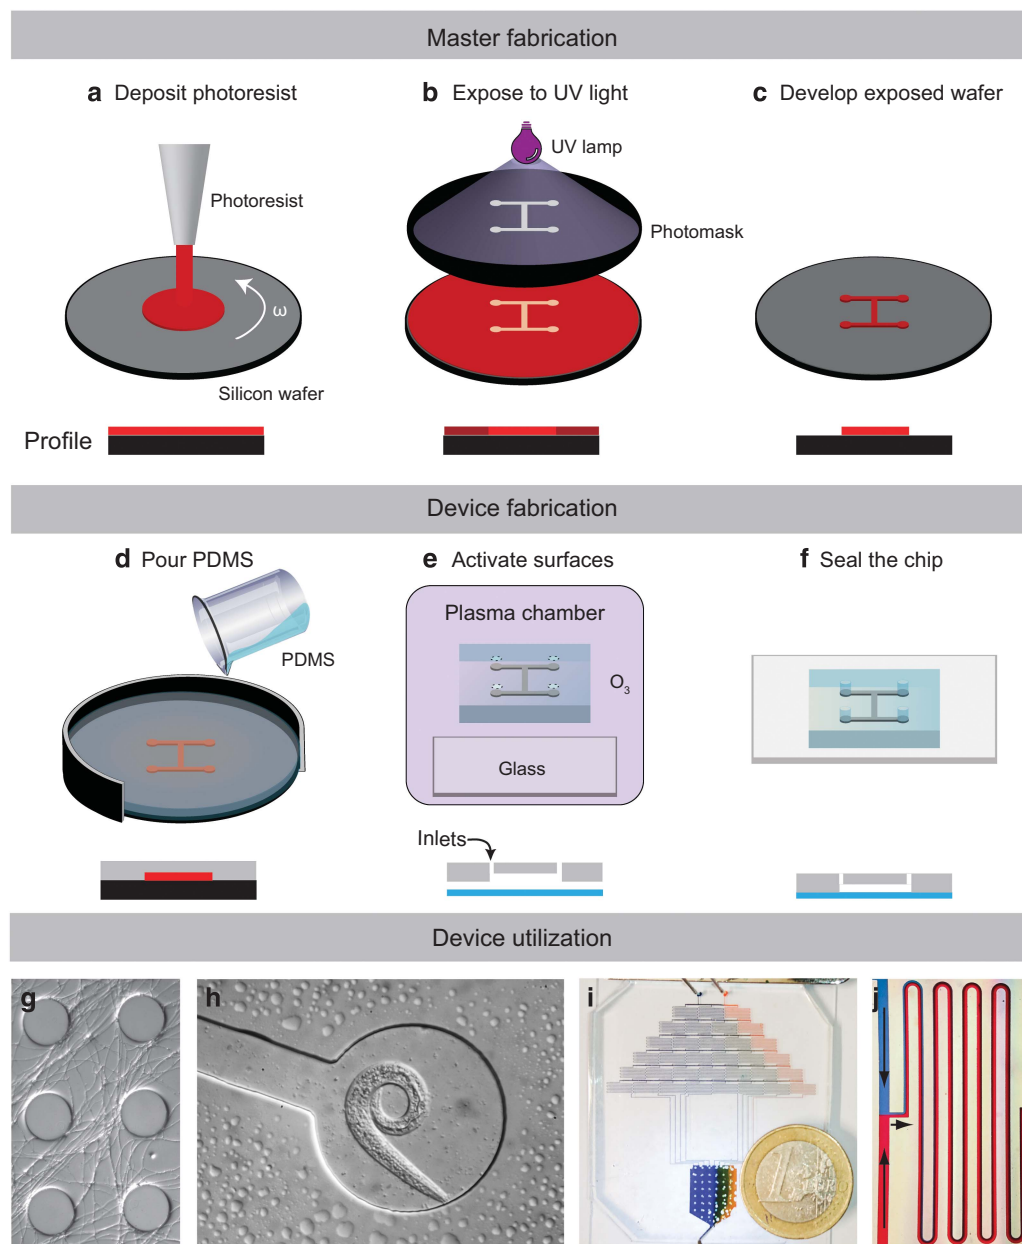 Master fabrication
a Deposit photoresist
b Expose to UV light
c Develop exposed wafer
UV lamp
Photoresist
Photomask
ω
Silicon wafer
Profile
Device fabrication
d Pour PDMS
e Activate surfaces
f Seal the chip
Plasma chamber
PDMS
O3
Glass
Inlets
Device utilization
g
h
i
j
1